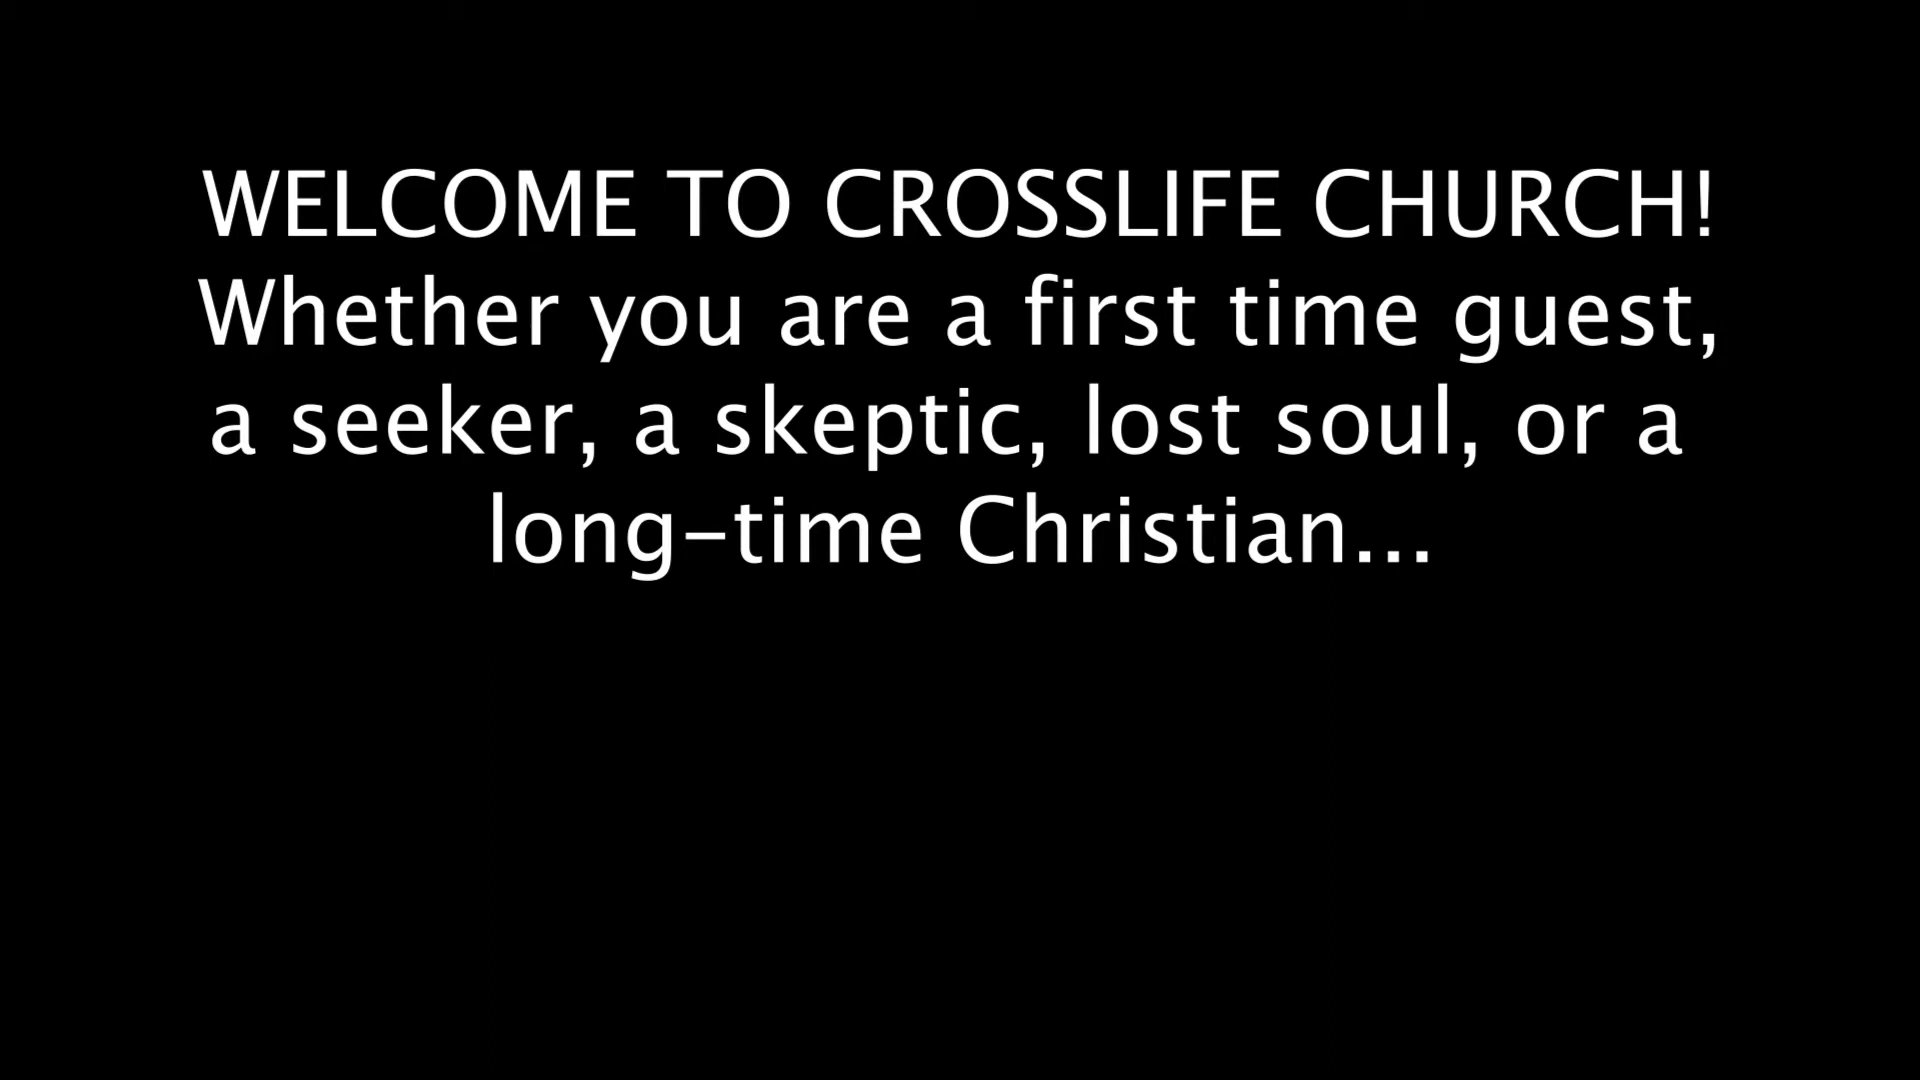 WELCOME TO CROSSLIFE CHURCH!
Whether you are a first time guest,
a seeker, a skeptic, lost soul, or a
long-time Christian...